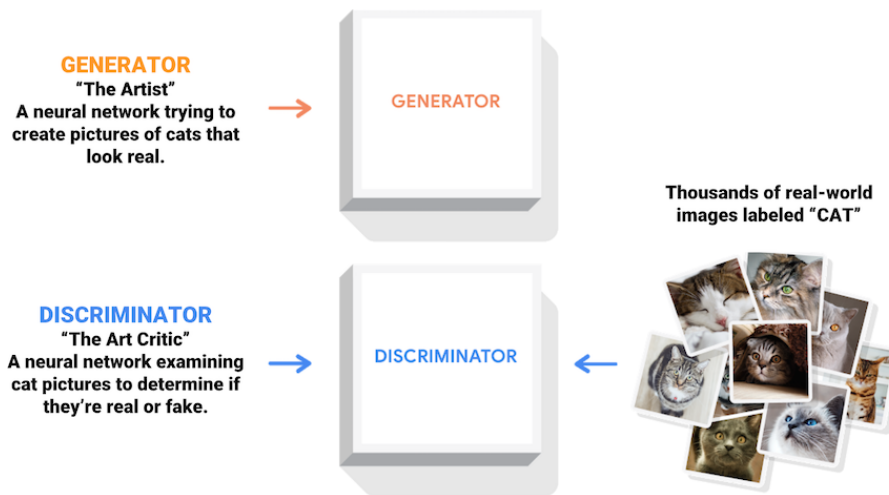 GENERATOR
“The Artist”
A neural network trying to
create pictures of cats that
look real.
GENERATOR
Thousands of real-world
images labeled “CAT”
DISCRIMINATOR
“The Art Critic”
A neural network examining
cat pictures to determine if
they’re real or fake.
DISCRIMINATOR